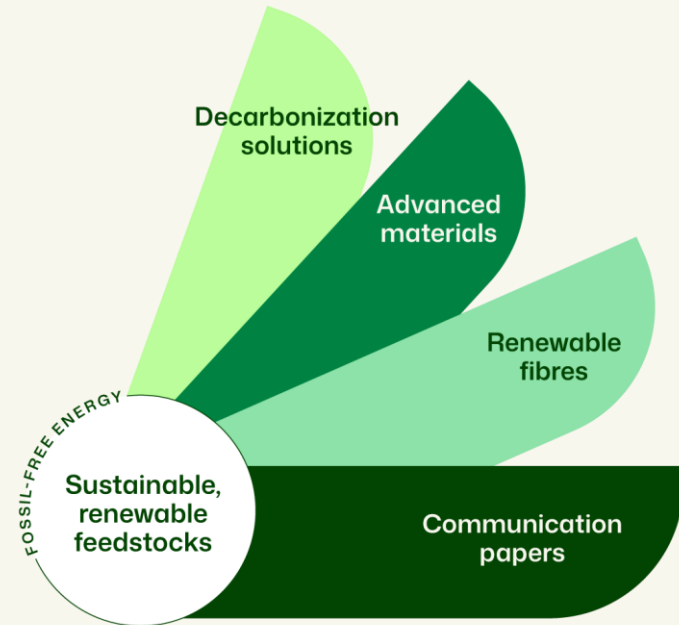 Decarbonization
solutions
Advanced
materials
Renewable
fibres
FOSSIL-FREE ENERGY
Sustainable,
renewable
feedstocks
Communication
papers